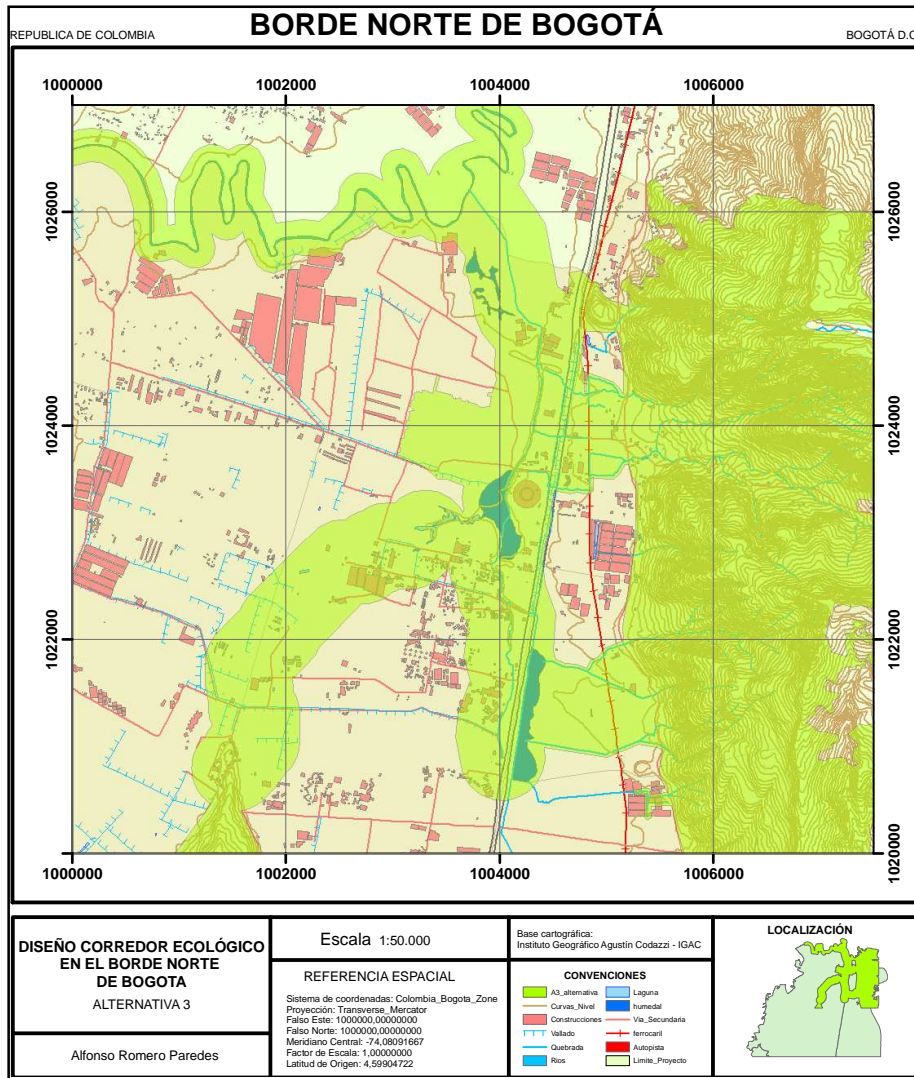 BORDE NORTE DE BOGOTÁ
REPUBLICA DE COLOMBIA
BOGOTÁ D.C
1000000
1002000
1004000
1006000
1026000
1026000
1024000
1024000
1022000
1022000
1020000
1000000
1002000
1004000
1006000
DISEÑO CORREDOR ECOLÓGICO
EN EL BORDE NORTE
DE BOGOTA
ALTERNATIVA 3
Alfonso Romero Paredes
Escala 1:50.000
REFERENCIA ESPACIAL
Sistema de coordenadas: Colombia_Bogota_Zone
Proyección: Transverse_Mercator
Falso Este: 1000000,00000000
Falso Norte: 1000000,00000000
Meridiano Central: -74,08091667
Factor de Escala: 1,00000000
Latitud de Origen: 4,59904722
Base cartográfica:
Instituto Geográfico Agustín Codazzi - IGAC
CONVENCIONES
A3_alternativa
Curvas_Nivel
Construcciones
Vallado
Quebrada
Rios
Laguna
humedal
Via_Secundaria
ferrocaril
Autopista
Limite_Proyecto
LOCALIZACIÓN